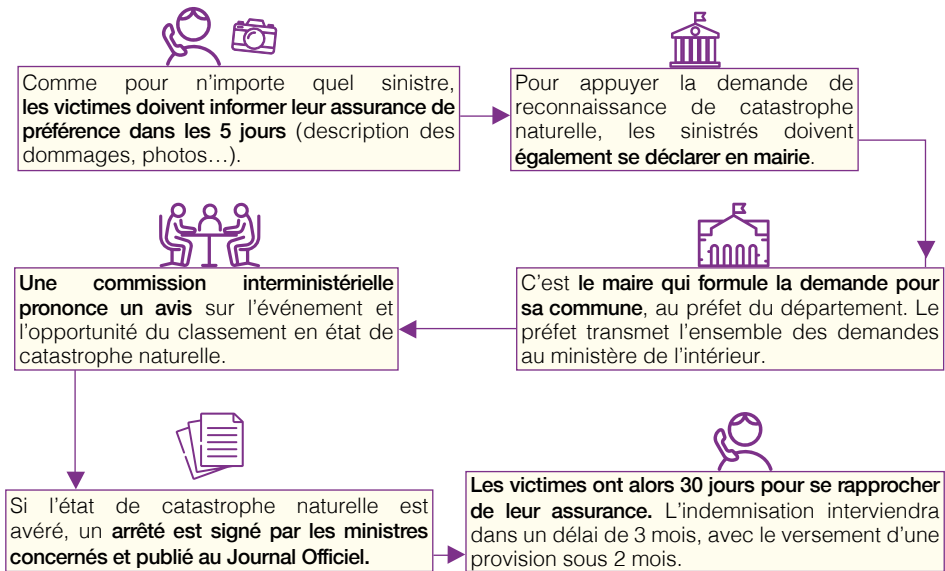 Comme pour n'importe quel sinistre,
les victimes doivent informer leur assurance de
préférence dans les 5 jours (description des
dommages, photos…).
Pour appuyer la demande de
reconnaissance de catastrophe
naturelle, les sinistrés doivent
également se déclarer en mairie.
C'est le maire qui formule la demande pour
sa commune, au préfet du département. Le
préfet transmet l'ensemble des demandes
au ministère de l'intérieur.
Une commission interministérielle
prononce un avis sur l'événement et
l'opportunité du classement en état de
catastrophe naturelle.
Si l'état de catastrophe naturelle est
avéré, un arrêté est signé par les ministres
concernés et publié au Journal Officiel.
Les victimes ont alors 30 jours pour se rapprocher
de leur assurance. L'indemnisation interviendra
dans un délai de 3 mois, avec le versement d'une
provision sous 2 mois.